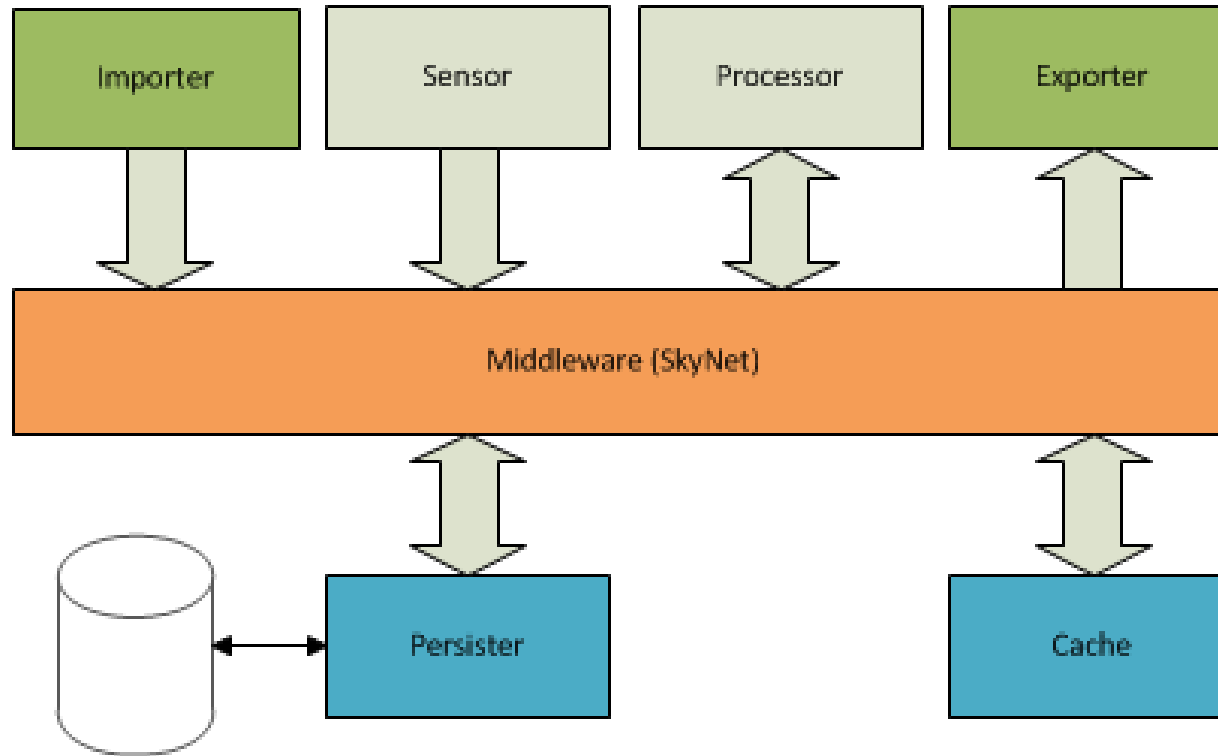 Importer
Sensor
Processor
Exporter
Middleware (SkyNet)
Persister
Cache